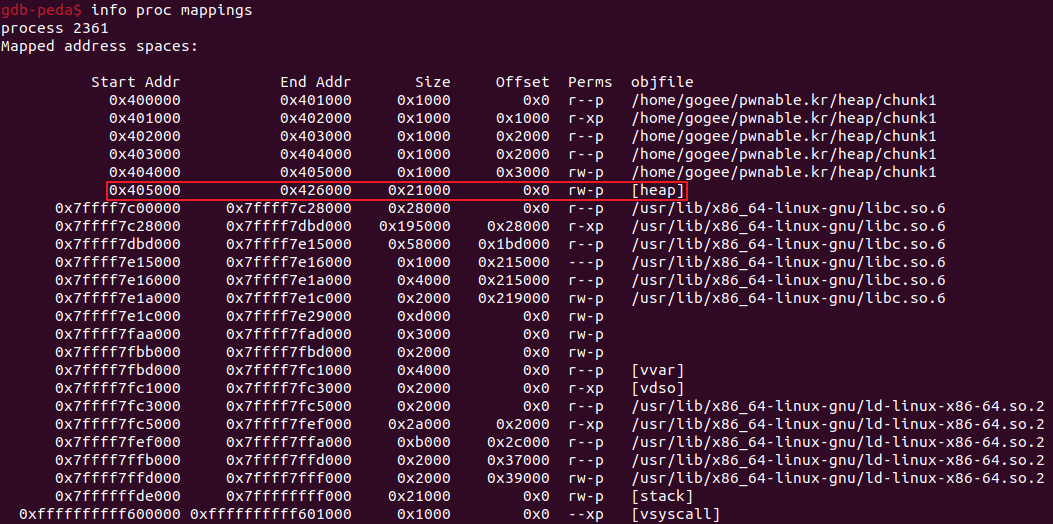 gdb-peda$ info proc mappings
process 2361
Mapped address spaces:
Start Addr End Addr Size Offset Perms objfile
0x400000 0x401000 0x1000 0x0 r--p /home/gogee/pwnable.kr/heap/chunk1
0x401000 0x402000 0x1000 0x1000 r-xp /home/gogee/pwnable.kr/heap/chunk1
0x402000 0x403000 0x1000 0x2000 r--p /home/gogee/pwnable.kr/heap/chunk1
0x403000 0x404000 0x1000 0x2000 r--p /home/gogee/pwnable.kr/heap/chunk1
0x404000 0x405000 0x1000 0x3000 rw-p /home/gogee/pwnable.kr/heap/chunk1
0x405000 0x426000 0x21000 0x0 rw-p [heap]
0x7ffff7c00000 0x7ffff7c28000 0x28000 0x0 r--p /usr/lib/x86_64-linux-gnu/libc.so.6
0x7ffff7c28000 0x7ffff7dbd000 0x195000 0x28000 r-xp /usr/lib/x86_64-linux-gnu/libc.so.6
0x7ffff7dbd000 0x7ffff7e15000 0x58000 0x1bd000 r--p /usr/lib/x86_64-linux-gnu/libc.so.6
0x7ffff7e15000 0x7ffff7e16000 0x1000 0x215000 ---p /usr/lib/x86_64-linux-gnu/libc.so.6
0x7ffff7e16000 0x7ffff7e1a000 0x4000 0x215000 r--p /usr/lib/x86_64-linux-gnu/libc.so.6
0x7ffff7e1a000 0x7ffff7e1c000 0x2000 0x219000 rw-p /usr/lib/x86_64-linux-gnu/libc.so.6
0x7ffff7e1c000 0x7ffff7e29000 0xd000 0x0 rw-p
0x7ffff7faa000 0x7ffff7fad000 0x3000 0x0 rw-p
0x7ffff7fbb000 0x7ffff7fbd000 0x2000 0x0 rw-p
0x7ffff7fbd000 0x7ffff7fc1000 0x4000 0x0 r--p [vvar]
0x7ffff7fc1000 0x7ffff7fc3000 0x2000 0x0 r-xp [vdso]
0x7ffff7fc3000 0x7ffff7fc5000 0x2000 0x0 r--p /usr/lib/x86_64-linux-gnu/ld-linux-x86-64.so.2
0x7ffff7fc5000 0x7ffff7fef000 0x2a000 0x2000 r-xp /usr/lib/x86_64-linux-gnu/ld-linux-x86-64.so.2
0x7ffff7fef000 0x7ffff7ffa000 0xb000 0x2c000 r--p /usr/lib/x86_64-linux-gnu/ld-linux-x86-64.so.2
0x7ffff7ffb000 0x7ffff7ffd000 0x2000 0x37000 r--p /usr/lib/x86_64-linux-gnu/ld-linux-x86-64.so.2
0x7ffff7ffd000 0x7ffff7fff000 0x2000 0x39000 rw-p /usr/lib/x86_64-linux-gnu/ld-linux-x86-64.so.2
0x7ffffffde000 0x7ffffffff000 0x21000 0x0 rw-p [stack]
0xffffffffff600000 0xffffffffff601000 0x1000 0x0 --xp [vsyscall]